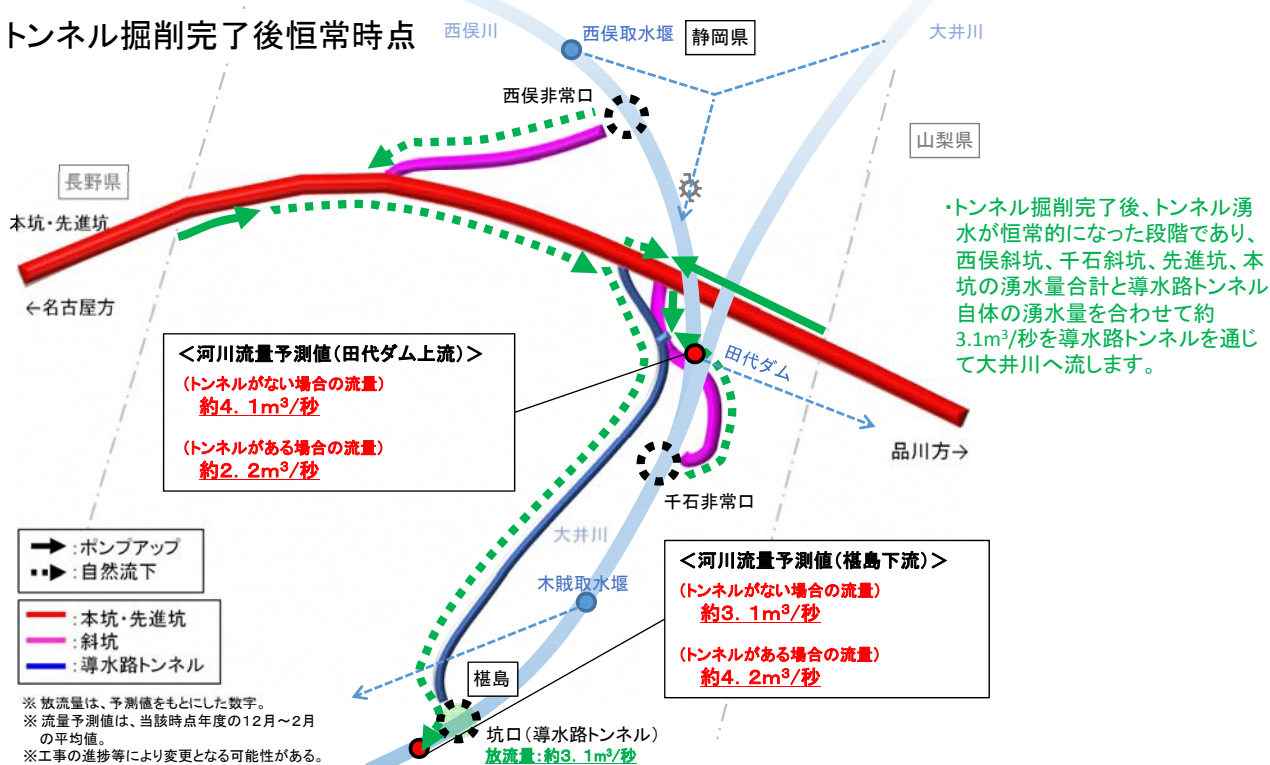 トンネル掘削完了後恒常時点
西俣川
西俣取水堰
静岡県
大井川
西俣非常口
山梨県
長野県
本坑・先進坑
←名古屋方
・トンネル掘削完了後、トンネル湧
水が恒常的になった段階であり、
西俣斜坑、千石斜坑、先進坑、本
坑の湧水量合計と導水路トンネル
自体の湧水量を合わせて約
3.1m³/秒を導水路トンネルを通じ
て大井川へ流します。
＜河川流量予測値(田代ダム上流)＞
(トンネルがない場合の流量)
約4．1m³/秒
(トンネルがある場合の流量)
約2．2m³/秒
田代ダム
品川方→
千石非常口
大井川
木賊取水堰
：ポンプアップ
：自然流下
：本坑・先進坑
：斜坑
：導水路トンネル
＜河川流量予測値(椹島下流)＞
(トンネルがない場合の流量)
約3．1m³/秒
(トンネルがある場合の流量)
約4．2m³/秒
椹島
坑口(導水路トンネル)
放流量：約3．1m³/秒
※ 放流量は、予測値をもとにした数字。
※ 流量予測値は、当該時点年度の12月～2月
の平均値。
※工事の進捗等により変更となる可能性がある。